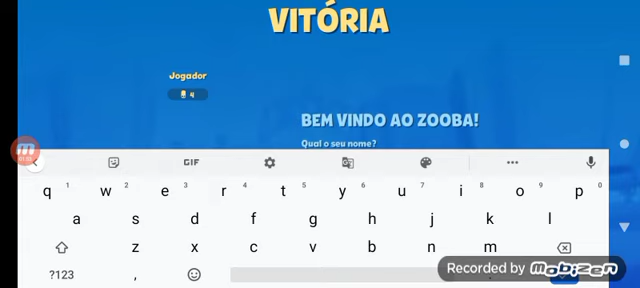 VITÓRIA
Jogador
4
BEM VINDO AO ZOOBA!
Qual o seu nome?
GIF
q 1 w 2 e 3 r 4 t 5 y 6 u 7 i 8 o 9 p 0
a s d f g h j k l
z x c v b n m
?123 ,
Recorded by Mobizen